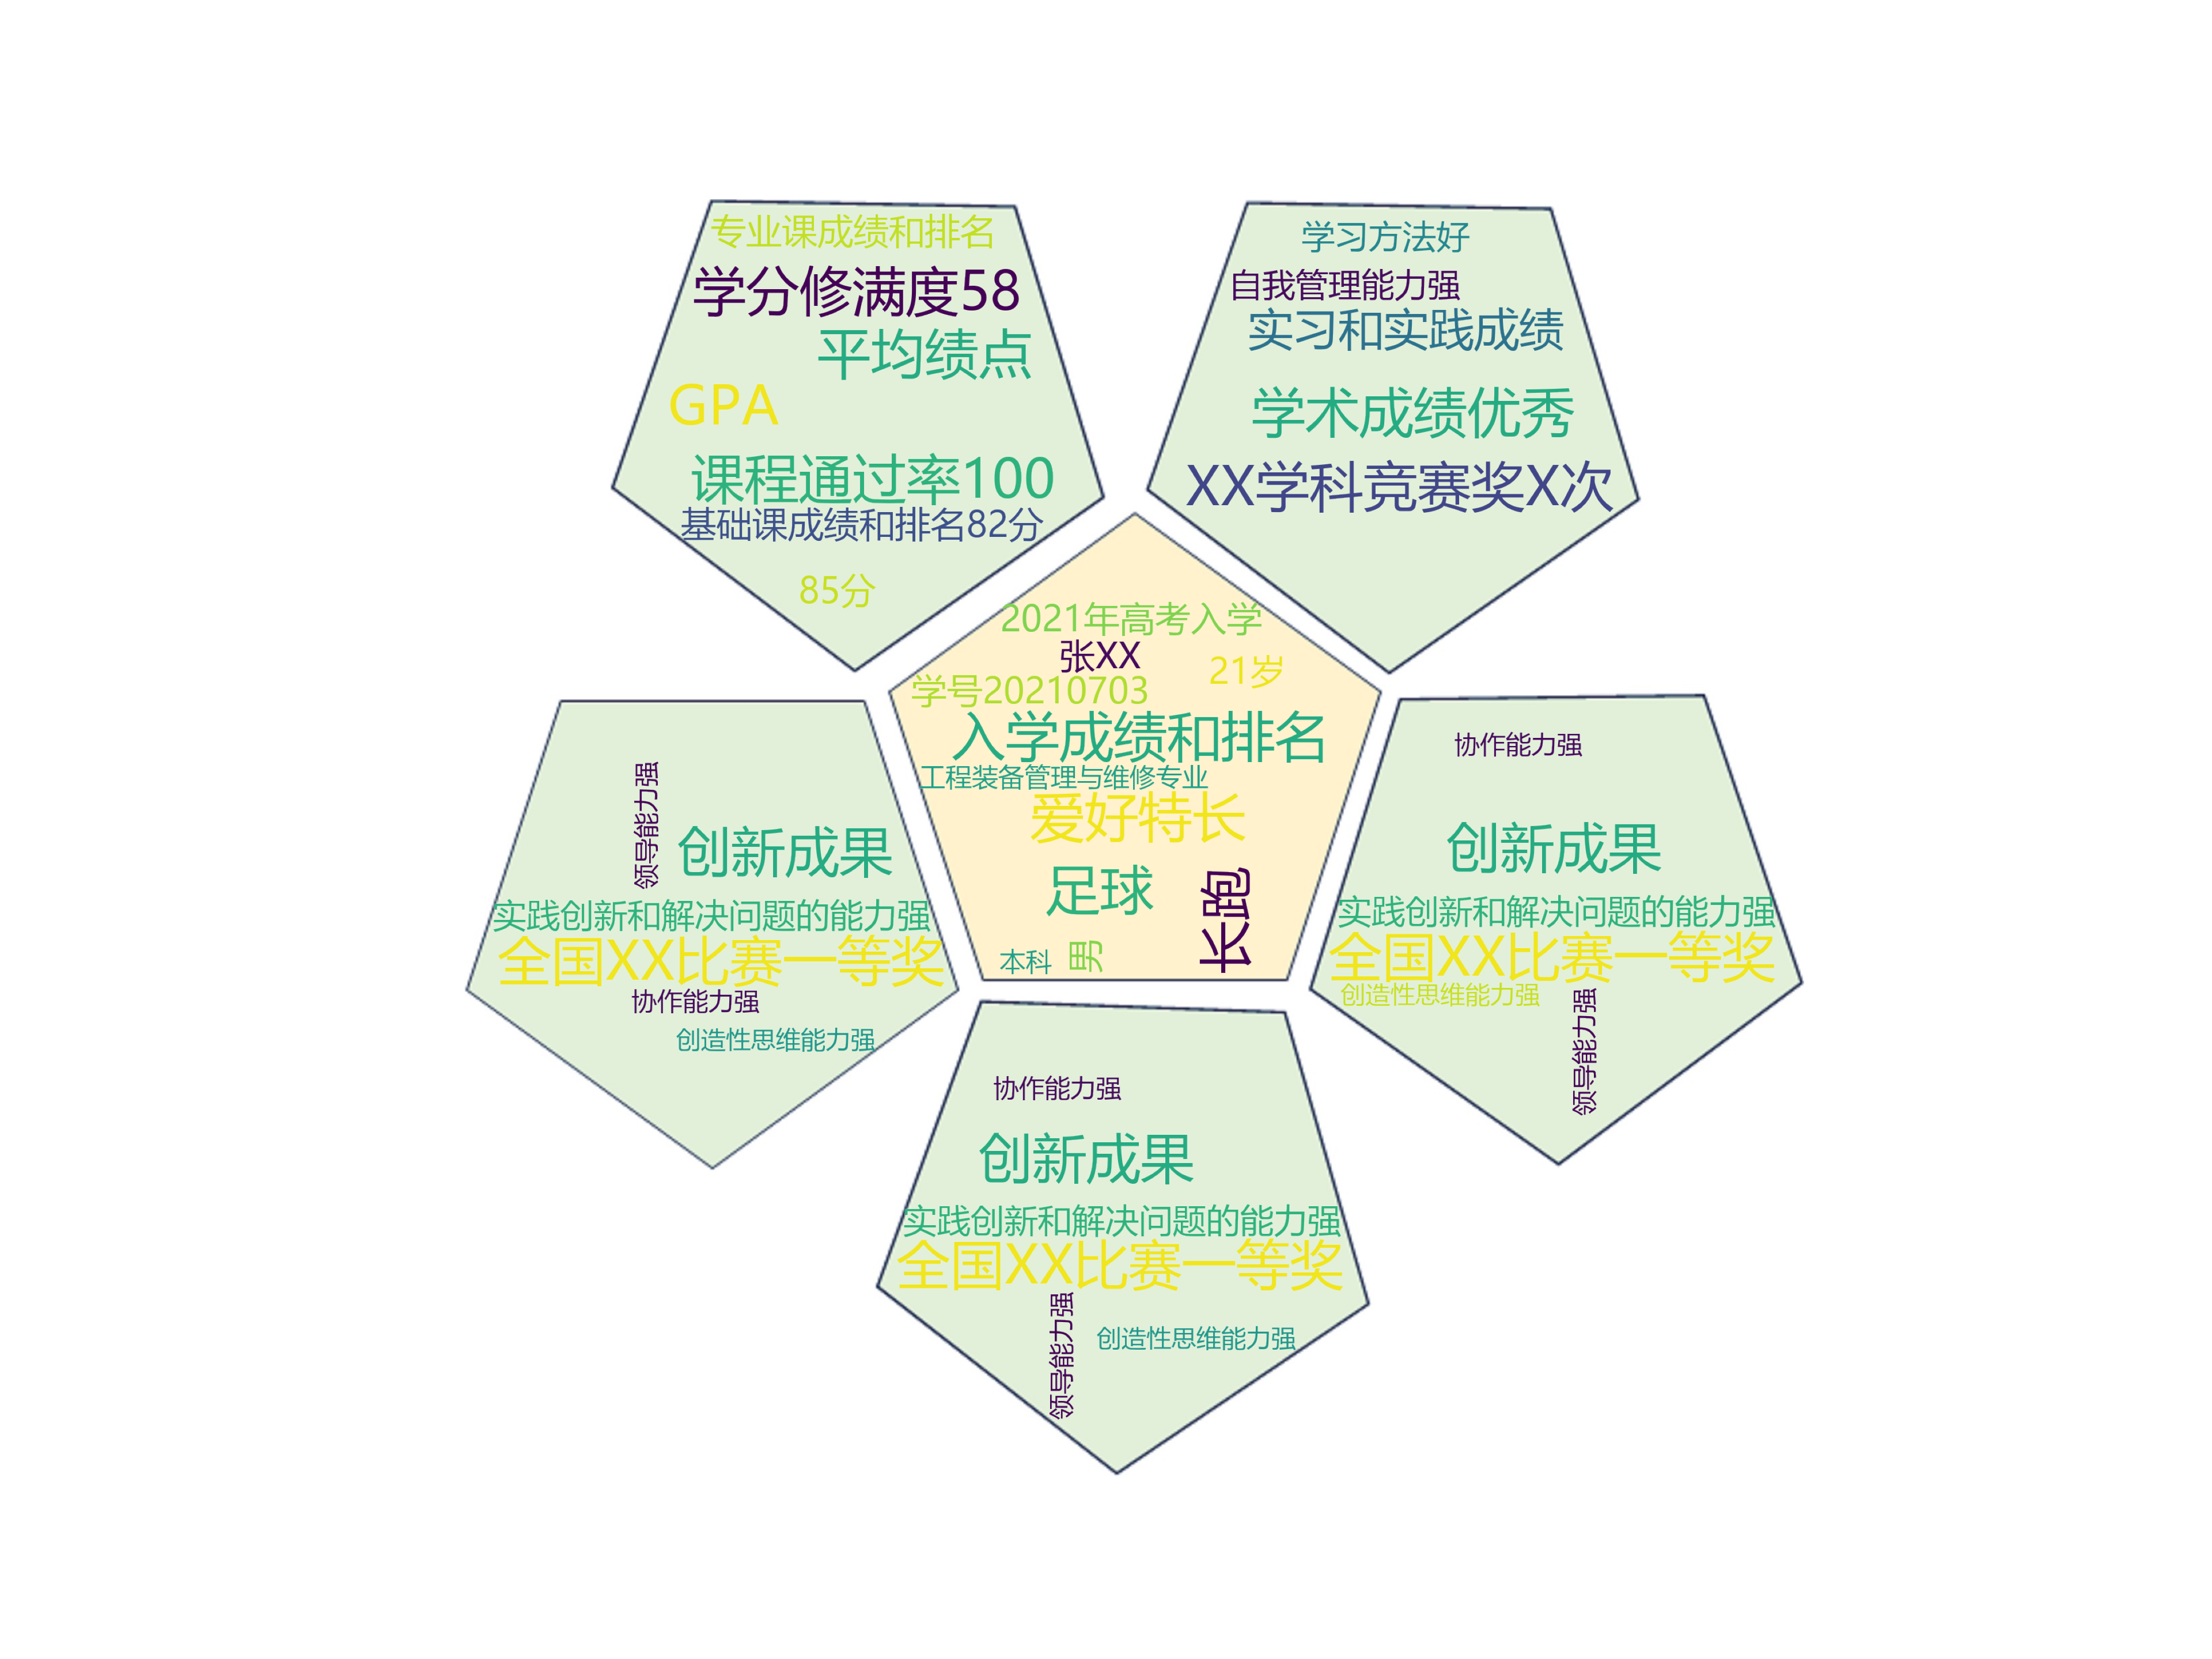 专业课成绩和排名
学分修满度58
平均绩点
GPA
课程通过率100
基础课成绩和排名82分
85分
学习方法好
自我管理能力强
实习和实践成绩
学术成绩优秀
XX学科竞赛奖X次
2021年高考入学
张XX
21岁
学号20210703
入学成绩和排名
工程装备管理与维修专业
爱好特长
足球
长跑
本科
男
领导能力强
创新成果
实践创新和解决问题的能力强
全国XX比赛一等奖
协作能力强
创造性思维能力强
协作能力强
创新成果
实践创新和解决问题的能力强
全国XX比赛一等奖
创造性思维能力强
领导能力强
协作能力强
创新成果
实践创新和解决问题的能力强
全国XX比赛一等奖
领导能力强
创造性思维能力强